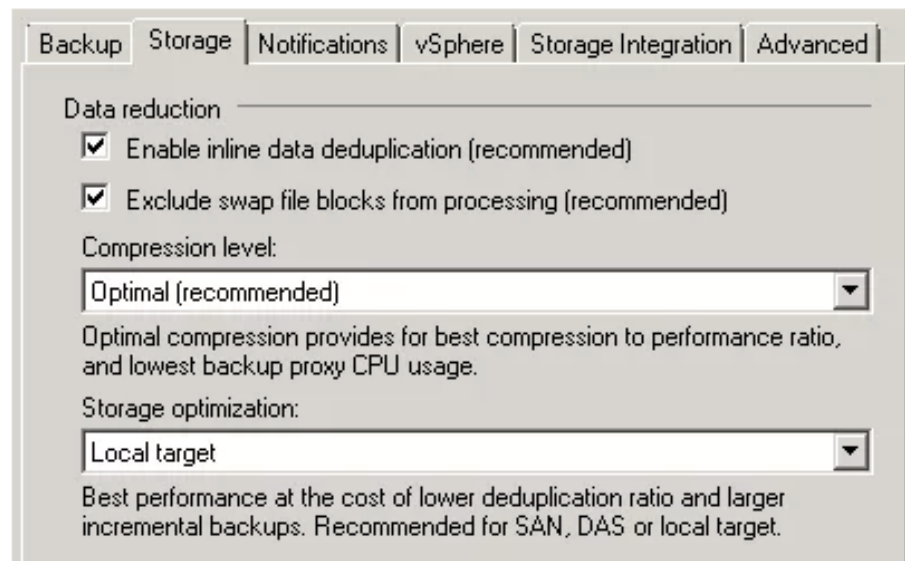 Backup Storage Notifications vSphere Storage Integration Advanced
Data reduction
Enable inline data deduplication (recommended)
Exclude swap file blocks from processing (recommended)
Compression level:
Optimal (recommended)
Optimal compression provides for best compression to performance ratio,
and lowest backup proxy CPU usage.
Storage optimization:
Local target
Best performance at the cost of lower deduplication ratio and larger
incremental backups. Recommended for SAN, DAS or local target.